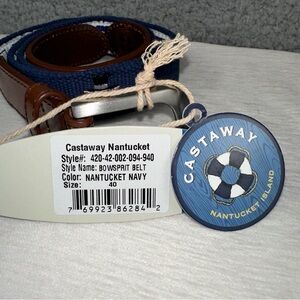 Castaway Nantucket
Style#: 420-42-002-094-940
Style Name: BOWSPRIT BELT
Color: NANTUCKET NAVY
Size: 40
7 69923 86284 2
CASTAWAY
NANTUCKET ISLAND